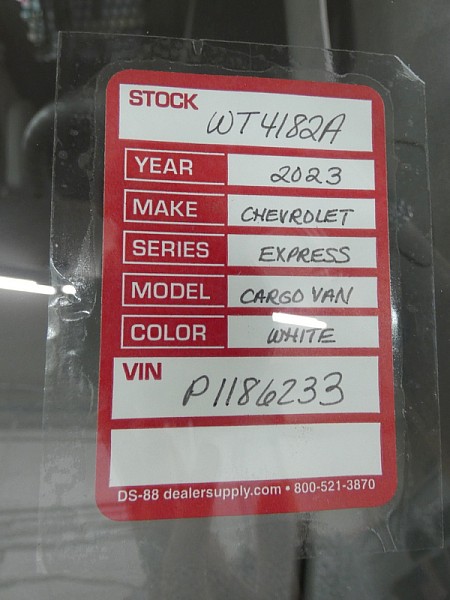 STOCK
WT4182A
YEAR 2023
MAKE CHEVROLET
SERIES EXPRESS
MODEL CARGO VAN
COLOR WHITE
VIN
P1186233
DS-88 dealersupply.com • 800-521-3870